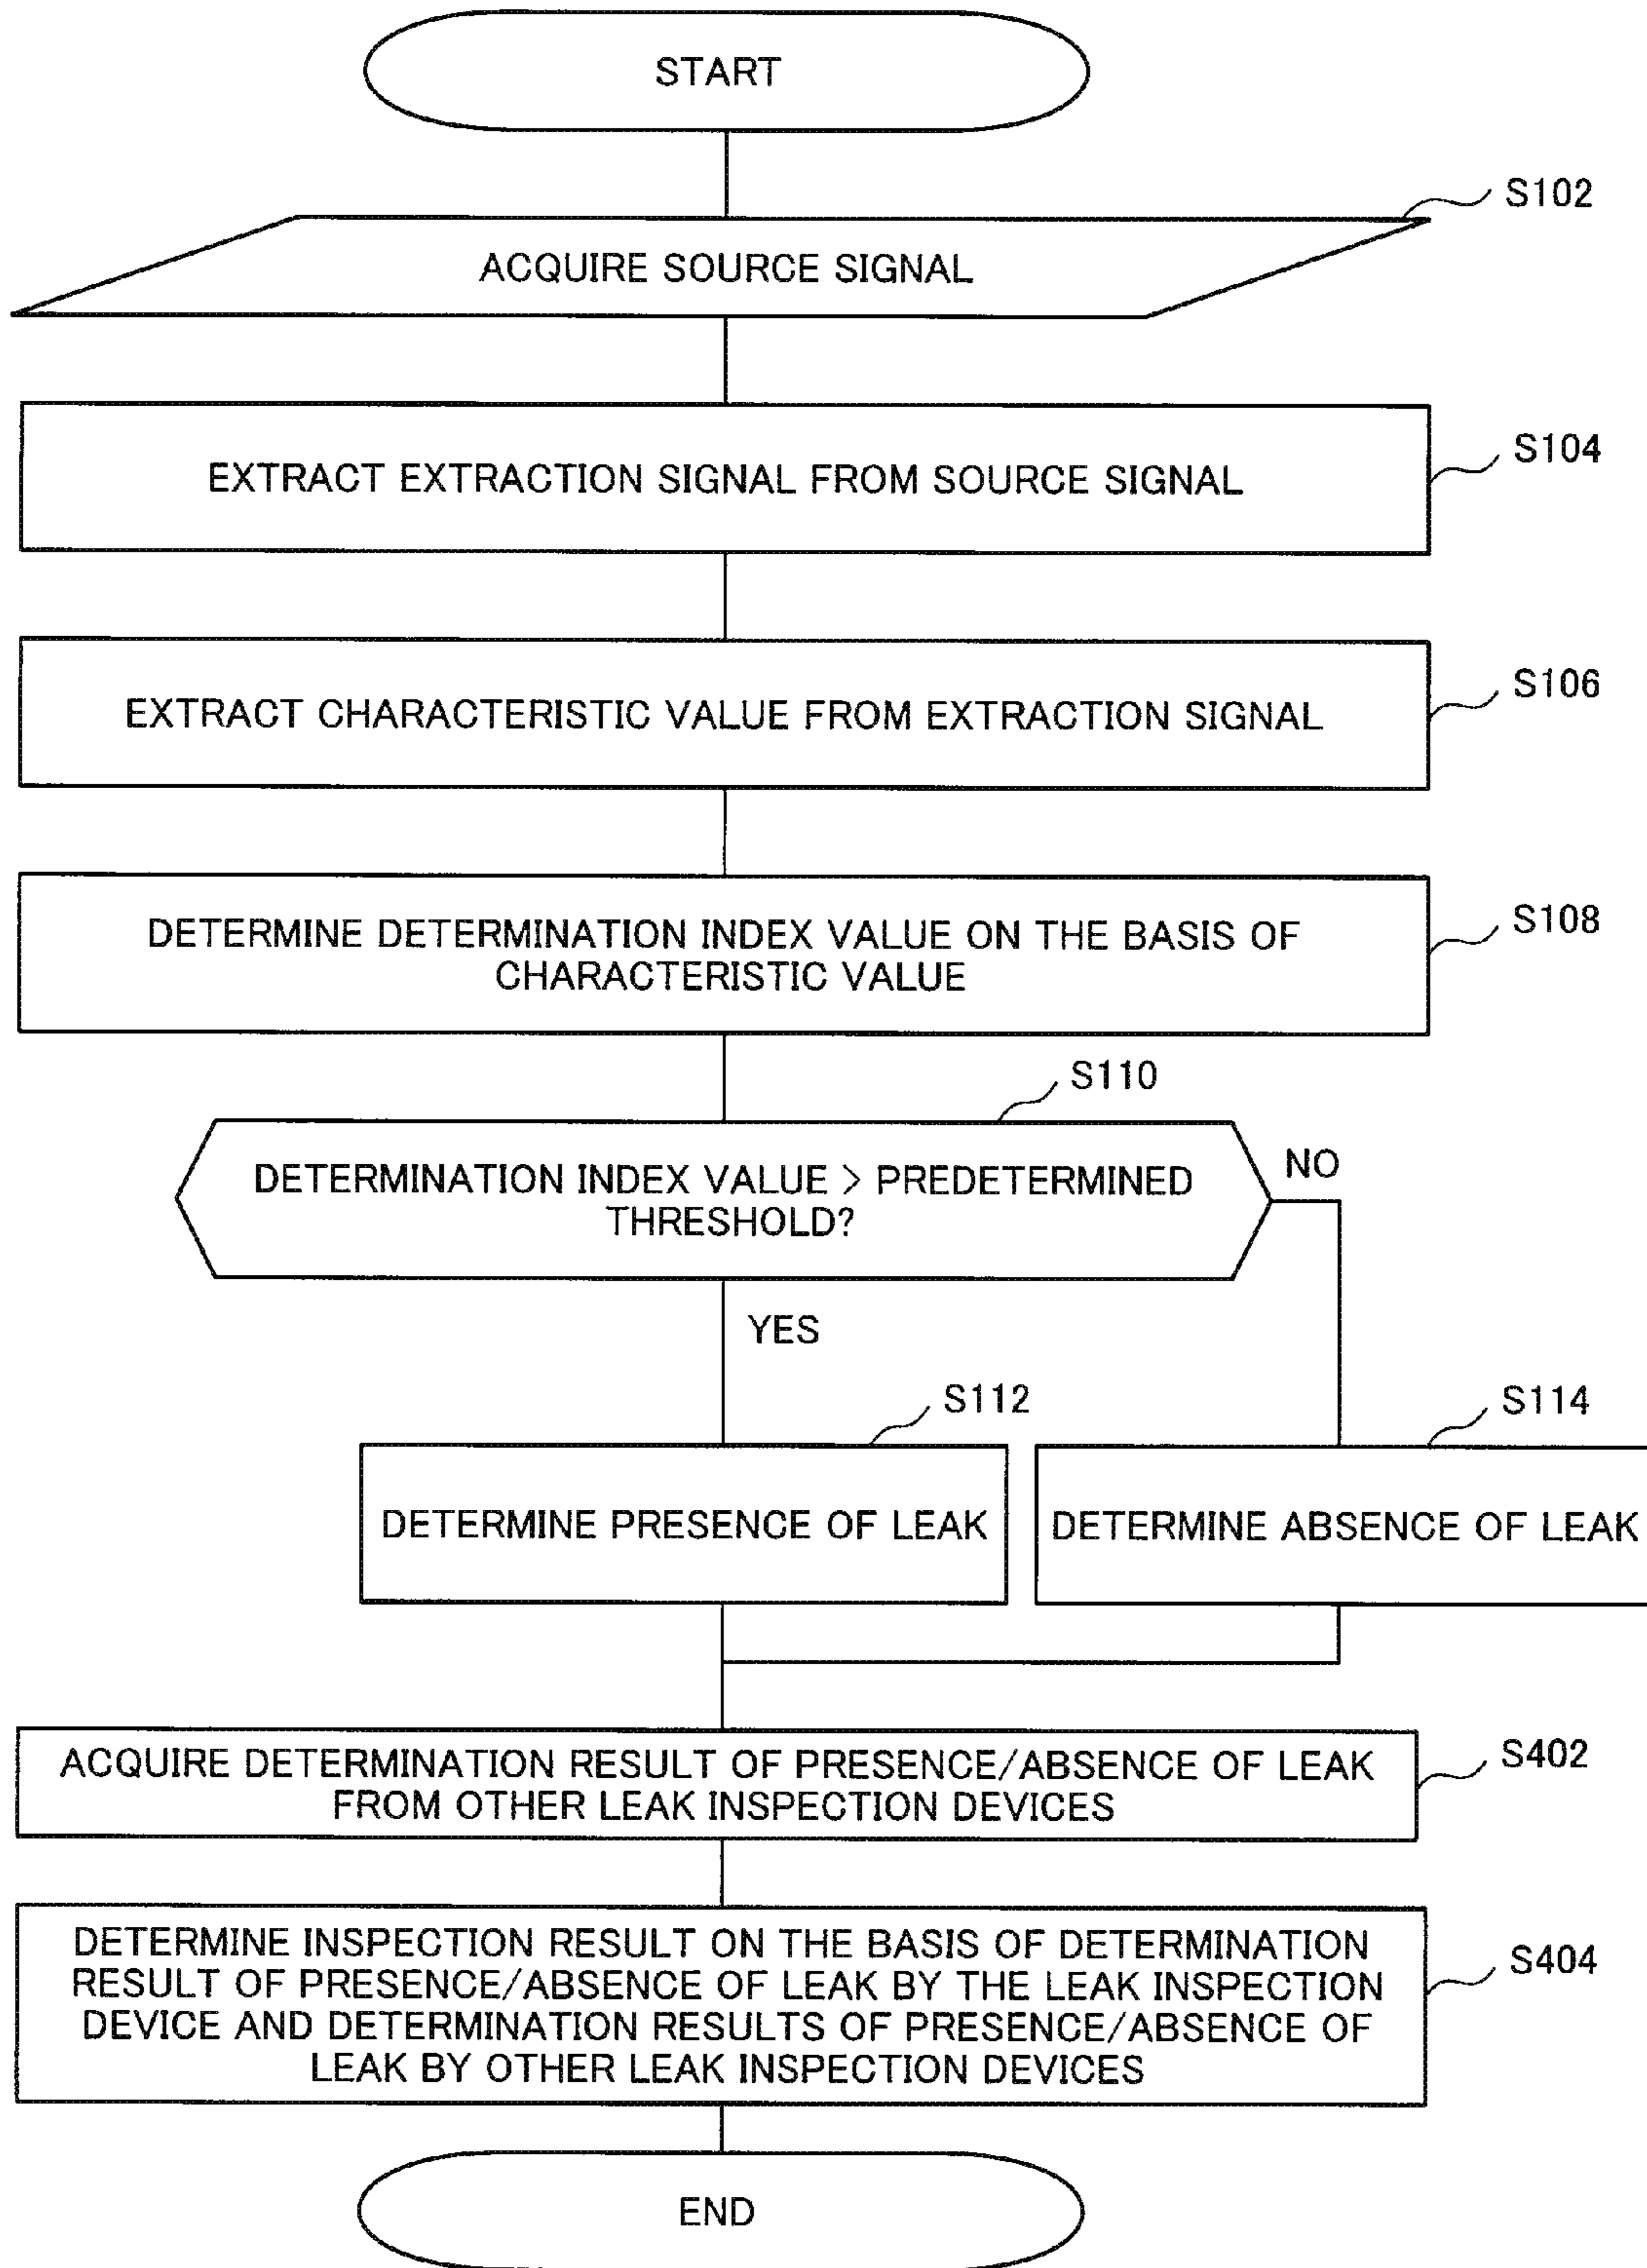 START
S102
ACQUIRE SOURCE SIGNAL
S104
EXTRACT EXTRACTION SIGNAL FROM SOURCE SIGNAL
S106
EXTRACT CHARACTERISTIC VALUE FROM EXTRACTION SIGNAL
S108
DETERMINE DETERMINATION INDEX VALUE ON THE BASIS OF
CHARACTERISTIC VALUE
S110
DETERMINATION INDEX VALUE > PREDETERMINED
THRESHOLD?
NO
YES
S112
S114
DETERMINE PRESENCE OF LEAK
DETERMINE ABSENCE OF LEAK
S402
ACQUIRE DETERMINATION RESULT OF PRESENCE/ABSENCE OF LEAK
FROM OTHER LEAK INSPECTION DEVICES
S404
DETERMINE INSPECTION RESULT ON THE BASIS OF DETERMINATION
RESULT OF PRESENCE/ABSENCE OF LEAK BY THE LEAK INSPECTION
DEVICE AND DETERMINATION RESULTS OF PRESENCE/ABSENCE OF
LEAK BY OTHER LEAK INSPECTION DEVICES
END